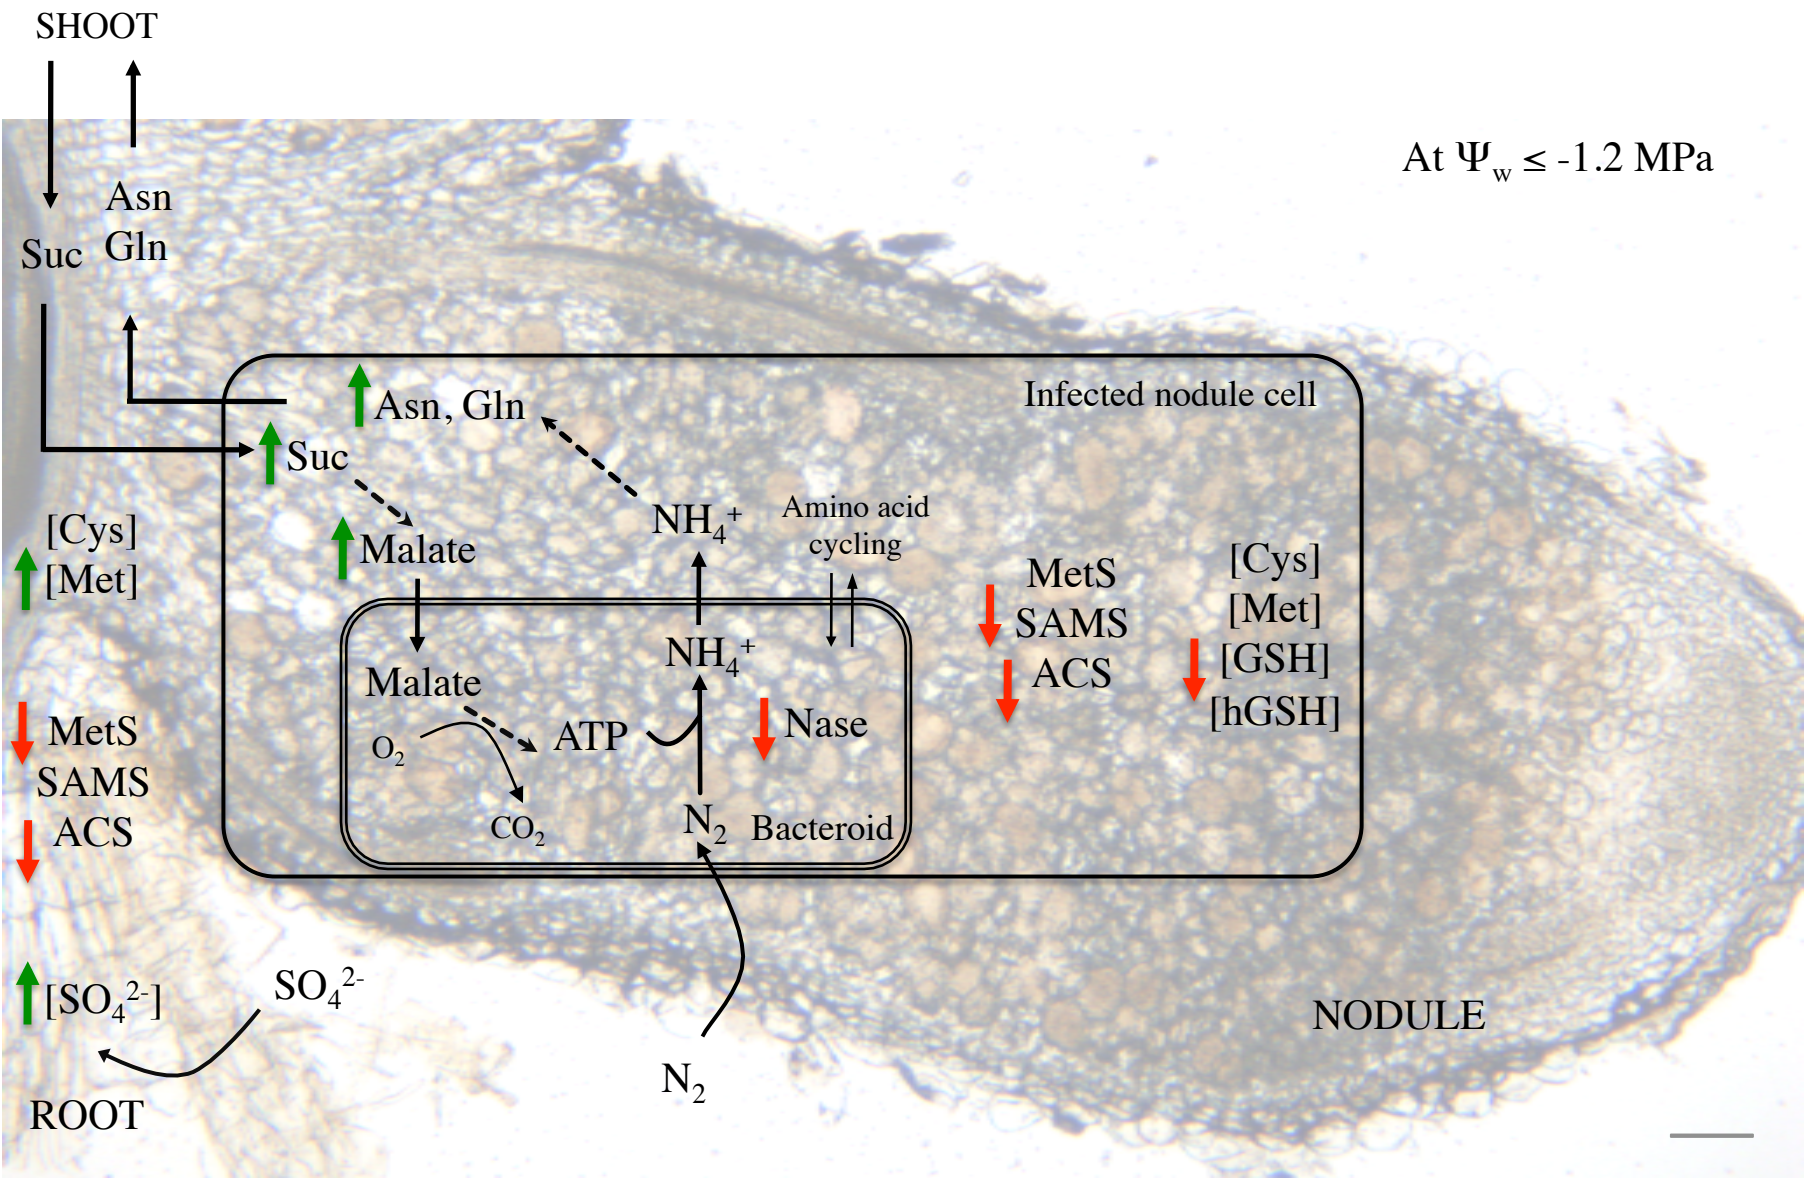 SHOOT
At Ψw ≤ -1.2 MPa
Asn
Gln
Suc
Infected nodule cell
Asn, Gln
Suc
Malate
NH₄⁺
Amino acid
cycling
[Cys]
[Met]
MetS
SAMS
ACS
[Cys]
[Met]
[GSH]
[hGSH]
NH₄⁺
Malate
O₂
ATP
Nase
CO₂
N₂
Bacteroid
MetS
SAMS
ACS
[SO₄²⁻]
SO₄²⁻
NODULE
N₂
ROOT